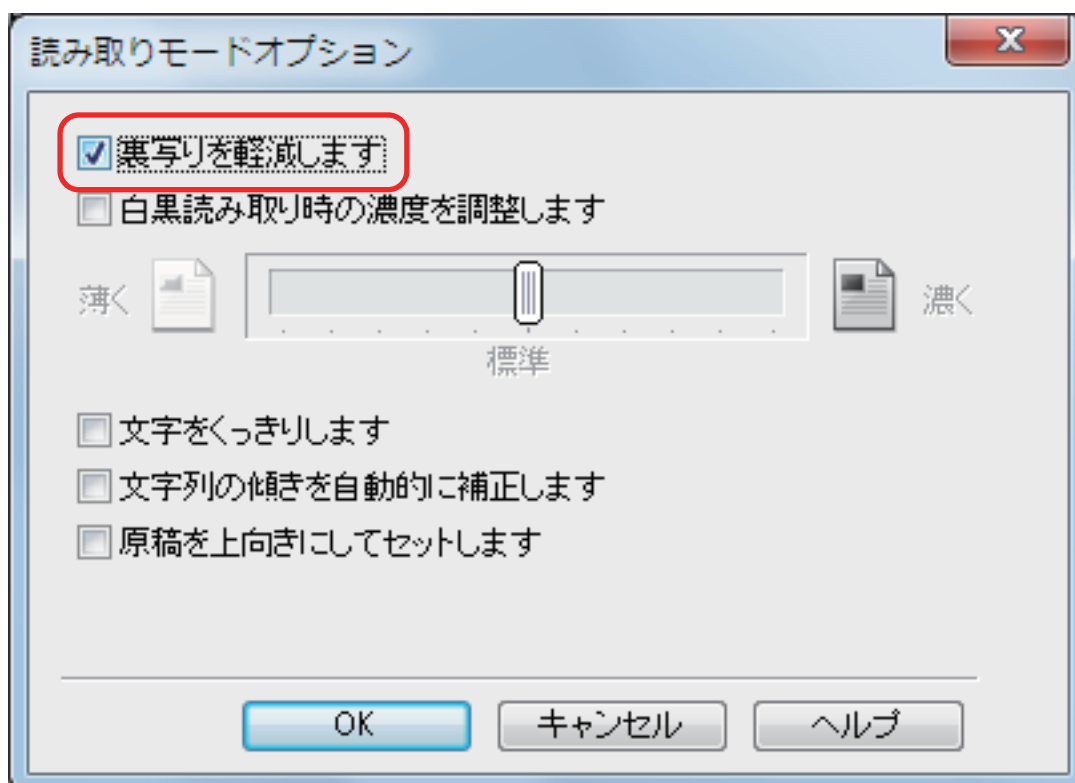 読み取りモードオプション
裏写りを軽減します
白黒読み取り時の濃度を調整します
薄く 濃く
標準
文字をくっきりします
文字列の傾きを自動的に補正します
原稿を上向きにしてセットします
OK キャンセル ヘルプ